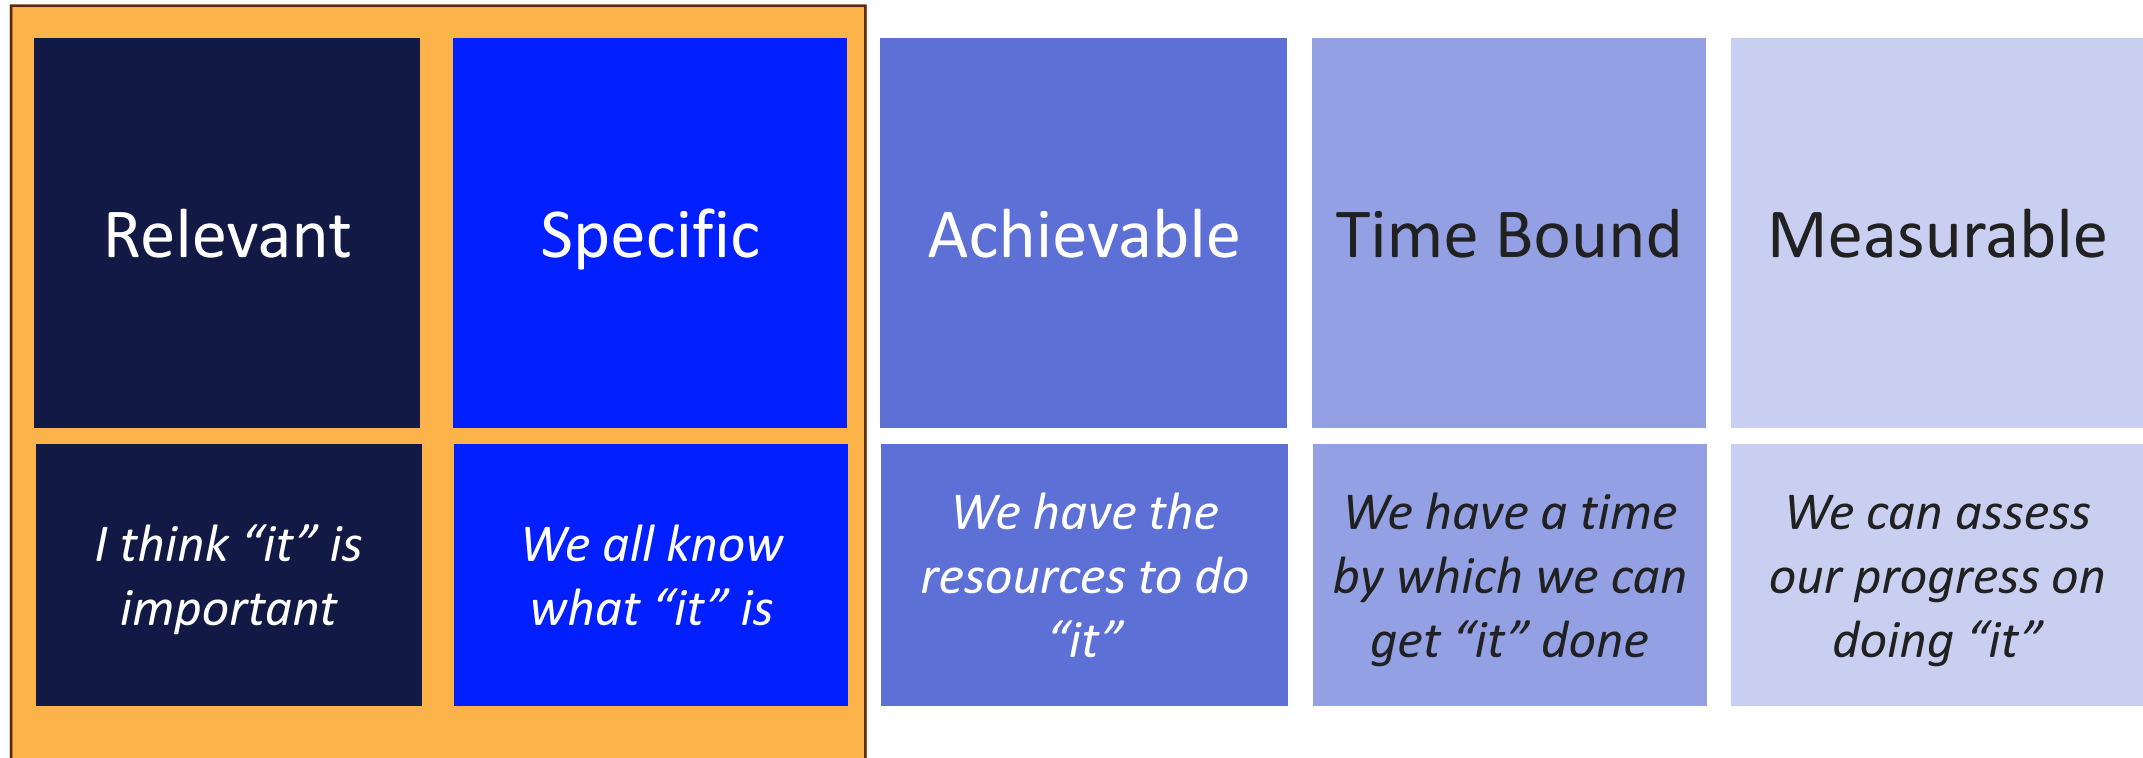 Relevant
Specific
Achievable
Time Bound
Measurable
I think “it” is
important
We all know
what “it” is
We have the
resources to do
“it”
We have a time
by which we can
get “it” done
We can assess
our progress on
doing “it”